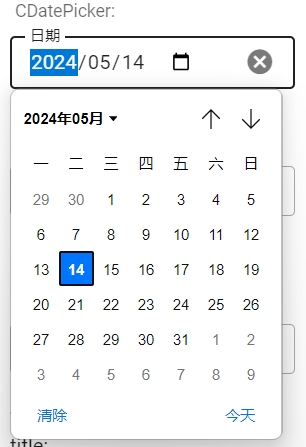 CDatePicker:
日期
2024/05/14
2024年05月
一 二 三 四 五 六 日
29 30 1 2 3 4 5
6 7 8 9 10 11 12
13 14 15 16 17 18 19
20 21 22 23 24 25 26
27 28 29 30 31 1 2
3 4 5 6 7 8 9
清除 今天
title: